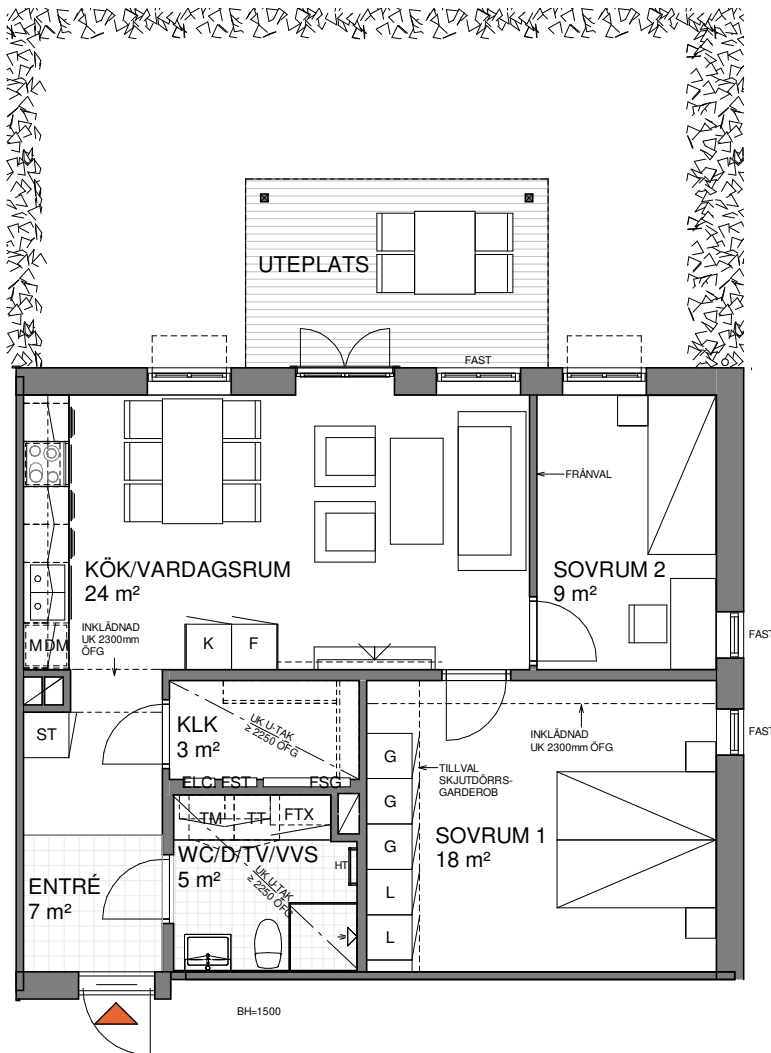 UTEPLATS
FAST
FRÅNVAL
KÖK/VARDAGSRUM
24 m²
SOVRUM 2
9 m²
INKLÄDNAD
UK 2300mm
ÖFG
M DM
K
F
FAST
ST
KLK
3 m²
UK U-TAK
≥ 2250 ÖFG
ELC FST
FSG
INKLÄDNAD
UK 2300mm ÖFG
FAST
G
G
G
L
L
TILLVAL
SKJUTDÖRRS-
GARDEROB
SOVRUM 1
18 m²
TM
TT
FTX
WC/D/TV/VVS
5 m²
UK U-TAK
≥ 2250 ÖFG
HT
ENTRÉ
7 m²
BH=1500